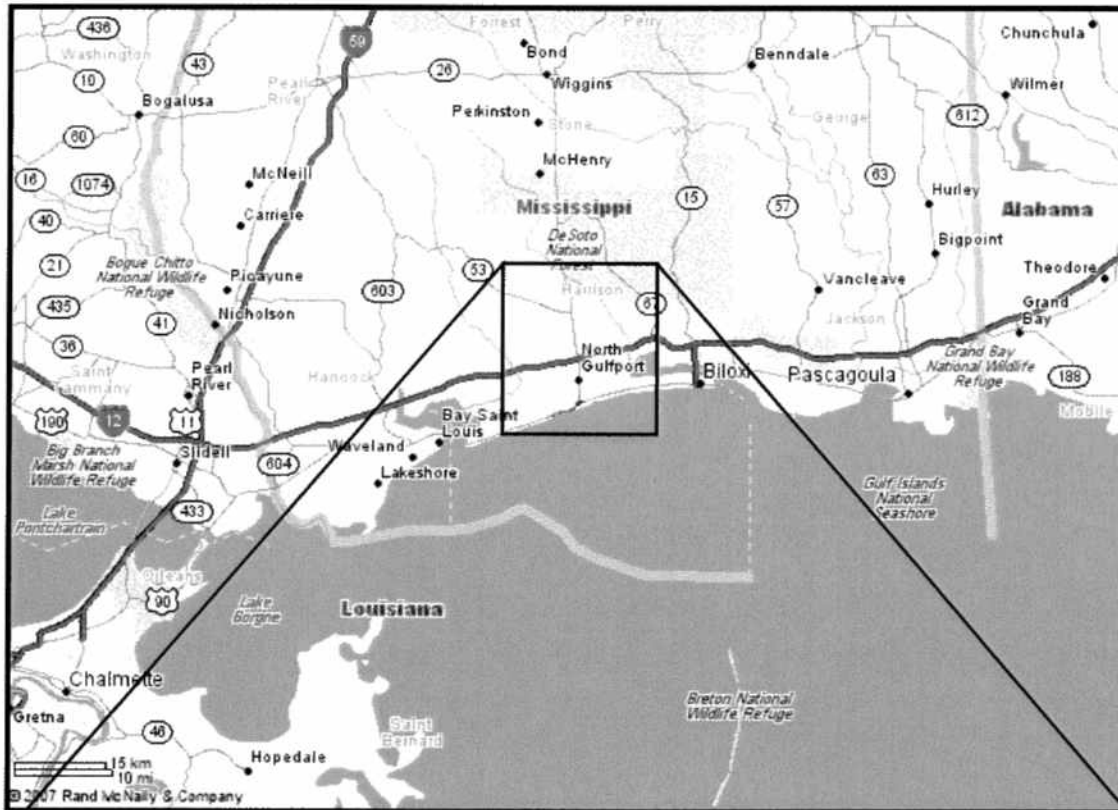 Forrest
Perry
436
Washington
43
59
Bond
Benndale
Chunchula
10
Pearl
River
26
Wiggins
Wilmer
Bogalusa
Perkinston
Stone
George
612
60
McNeill
McHenry
16
1074
15
63
Hurley
Carriere
57
Mississippi
Alabama
40
De Soto
National
Forest
Bigpoint
Bogue Chitto
National Wildlife
Refuge
21
Picayune
53
Harrison
Vancleave
Theodore
435
603
67
Jackson
Grand
Bay
41
Nicholson
36
Saint
Tammany
Pearl
River
Hancock
North
Gulfport
Biloxi
Pascagoula
Grand Bay
National Wildlife
Refuge
188
Mobile
190
12
11
Bay Saint
Louis
Big Branch
Marsh National
Wildlife Refuge
Slidell
604
Waveland
Lakeshore
Gulf Islands
National
Seashore
Lake
Pontchartrain
433
Orleans
90
Lake
Borgne
Louisiana
Chalmette
Breton National
Wildlife Refuge
Gretna
46
Saint
Bernard
Hopedale
15 km
10 mi
© 2007 Rand McNally & Company